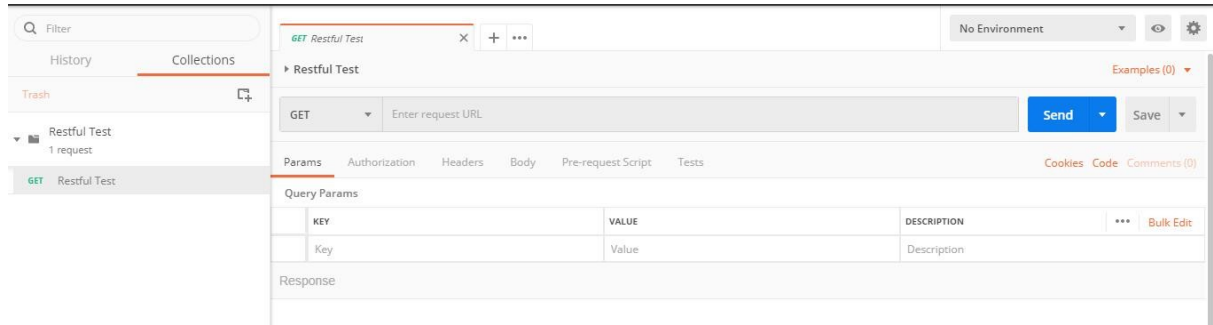 Filter
History Collections
Trash
Restful Test
1 request
GET Restful Test
GET Restful Test
No Environment
Restful Test
Examples (0)
GET Enter request URL
Send Save
Params Authorization Headers Body Pre-request Script Tests
Cookies Code Comments (0)
Query Params
KEY VALUE DESCRIPTION Bulk Edit
Key Value Description
Response